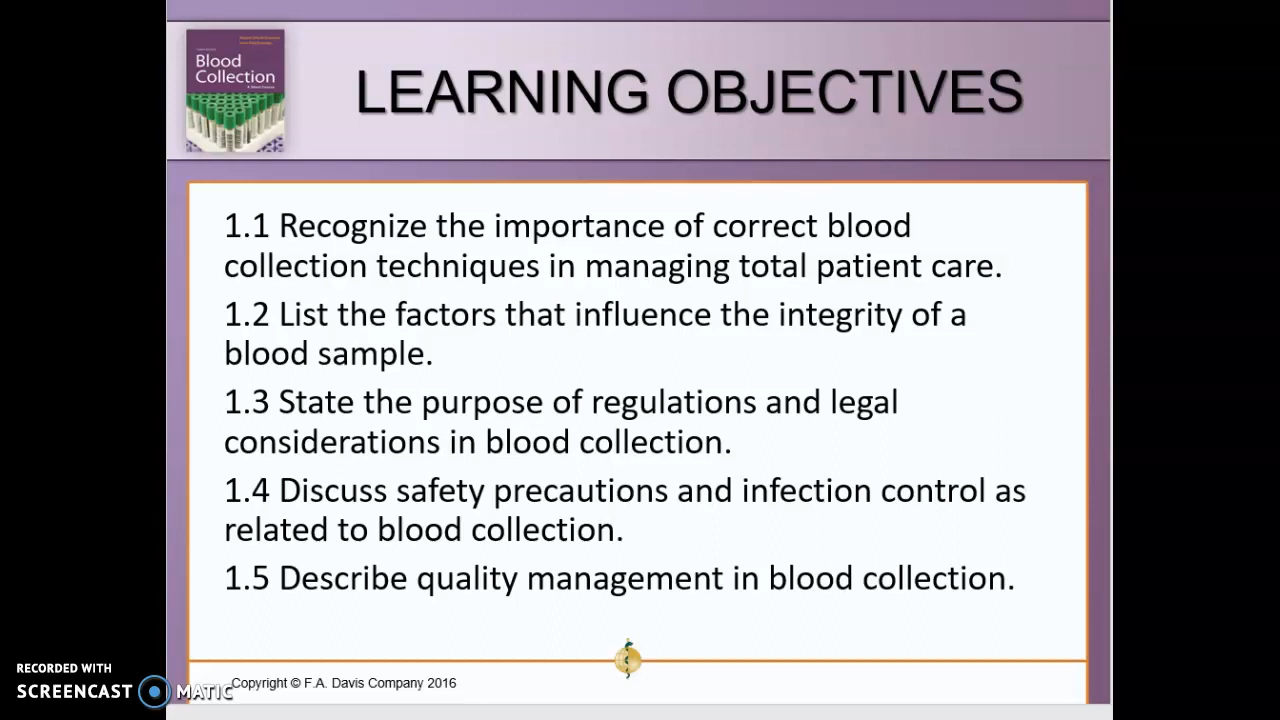 Blood
Collection
LEARNING OBJECTIVES
1.1 Recognize the importance of correct blood
collection techniques in managing total patient care.
1.2 List the factors that influence the integrity of a
blood sample.
1.3 State the purpose of regulations and legal
considerations in blood collection.
1.4 Discuss safety precautions and infection control as
related to blood collection.
1.5 Describe quality management in blood collection.
Copyright © F.A. Davis Company 2016
RECORDED WITH
SCREENCAST MATIC